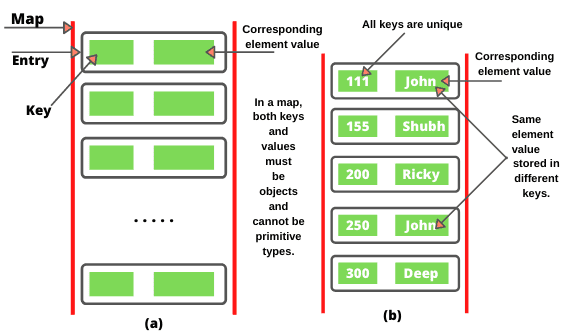 Map
Entry
Key
Corresponding
element value
In a map,
both keys
and
values
must
be
objects
and
cannot be
primitive
types.
.....
(a)
All keys are unique
Corresponding
element value
111 John
155 Shubh
200 Ricky
250 John
300 Deep
Same
element
value
stored in
different
keys.
(b)